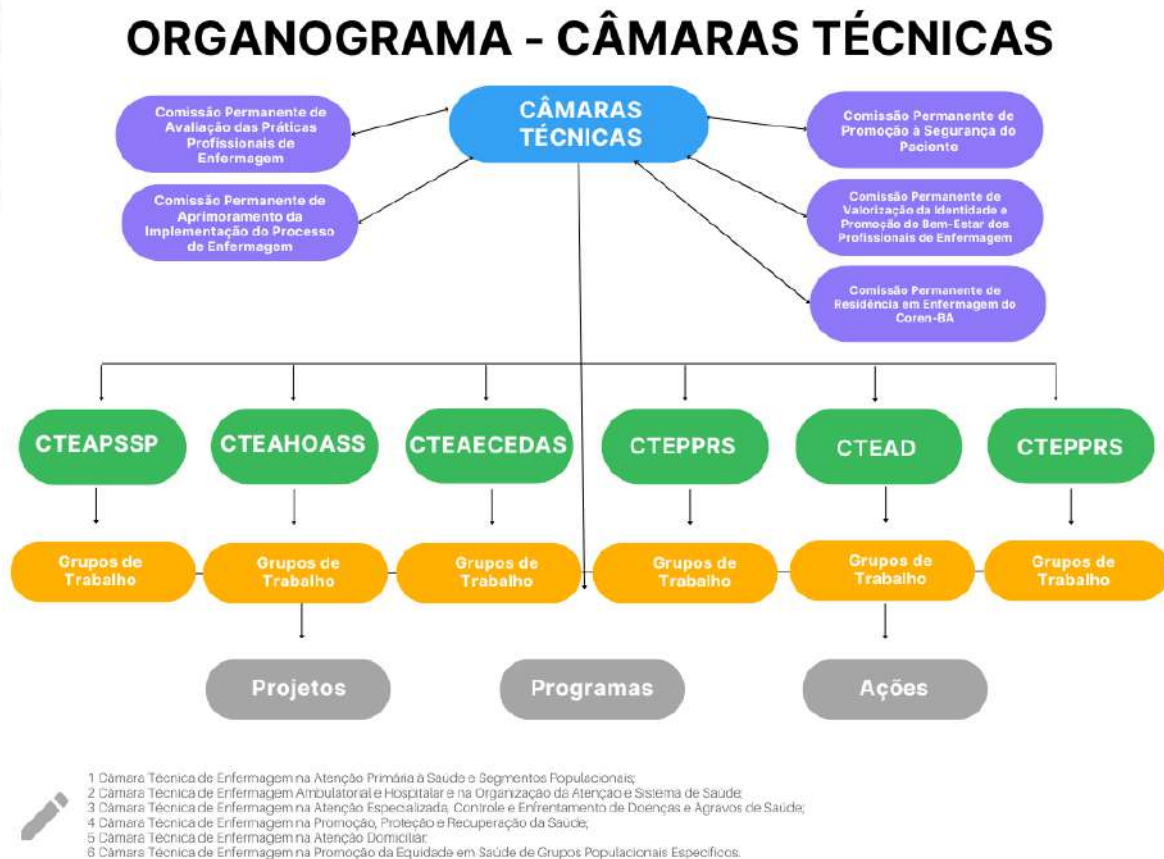 ORGANOGRAMA - CÂMARAS TÉCNICAS
CÂMARAS
TÉCNICAS
Comissão Permanente de
Avaliação das Práticas
Profissionais de
Enfermagem
Comissão Permanente de
Aprimoramento da
Implementação do Processo
de Enfermagem
Comissão Permanente de
Promoção à Segurança do
Paciente
Comissão Permanente de
Valorização da Identidade e
Promoção do Bem-Estar dos
Profissionais de Enfermagem
Comissão Permanente de
Residência em Enfermagem do
Coren-BA
CTEAPSSP
CTEAHOASS
CTEAECEDAS
CTEPPRS
CTEAD
CTEPPRS
Grupos de
Trabalho
Grupos de
Trabalho
Grupos de
Trabalho
Grupos de
Trabalho
Grupos de
Trabalho
Grupos de
Trabalho
Projetos
Programas
Ações
1 Câmara Técnica de Enfermagem na Atenção Primária à Saúde e Segmentos Populacionais;
2 Câmara Técnica de Enfermagem Ambulatorial e Hospitalar e na Organização da Atenção e Sistema de Saúde;
3 Câmara Técnica de Enfermagem na Atenção Especializada, Controle e Enfrentamento de Doenças e Agravos de Saúde;
4 Câmara Técnica de Enfermagem na Promoção, Proteção e Recuperação da Saúde;
5 Câmara Técnica de Enfermagem na Atenção Domiciliar;
6 Câmara Técnica de Enfermagem na Promoção da Equidade em Saúde de Grupos Populacionais Específicos.